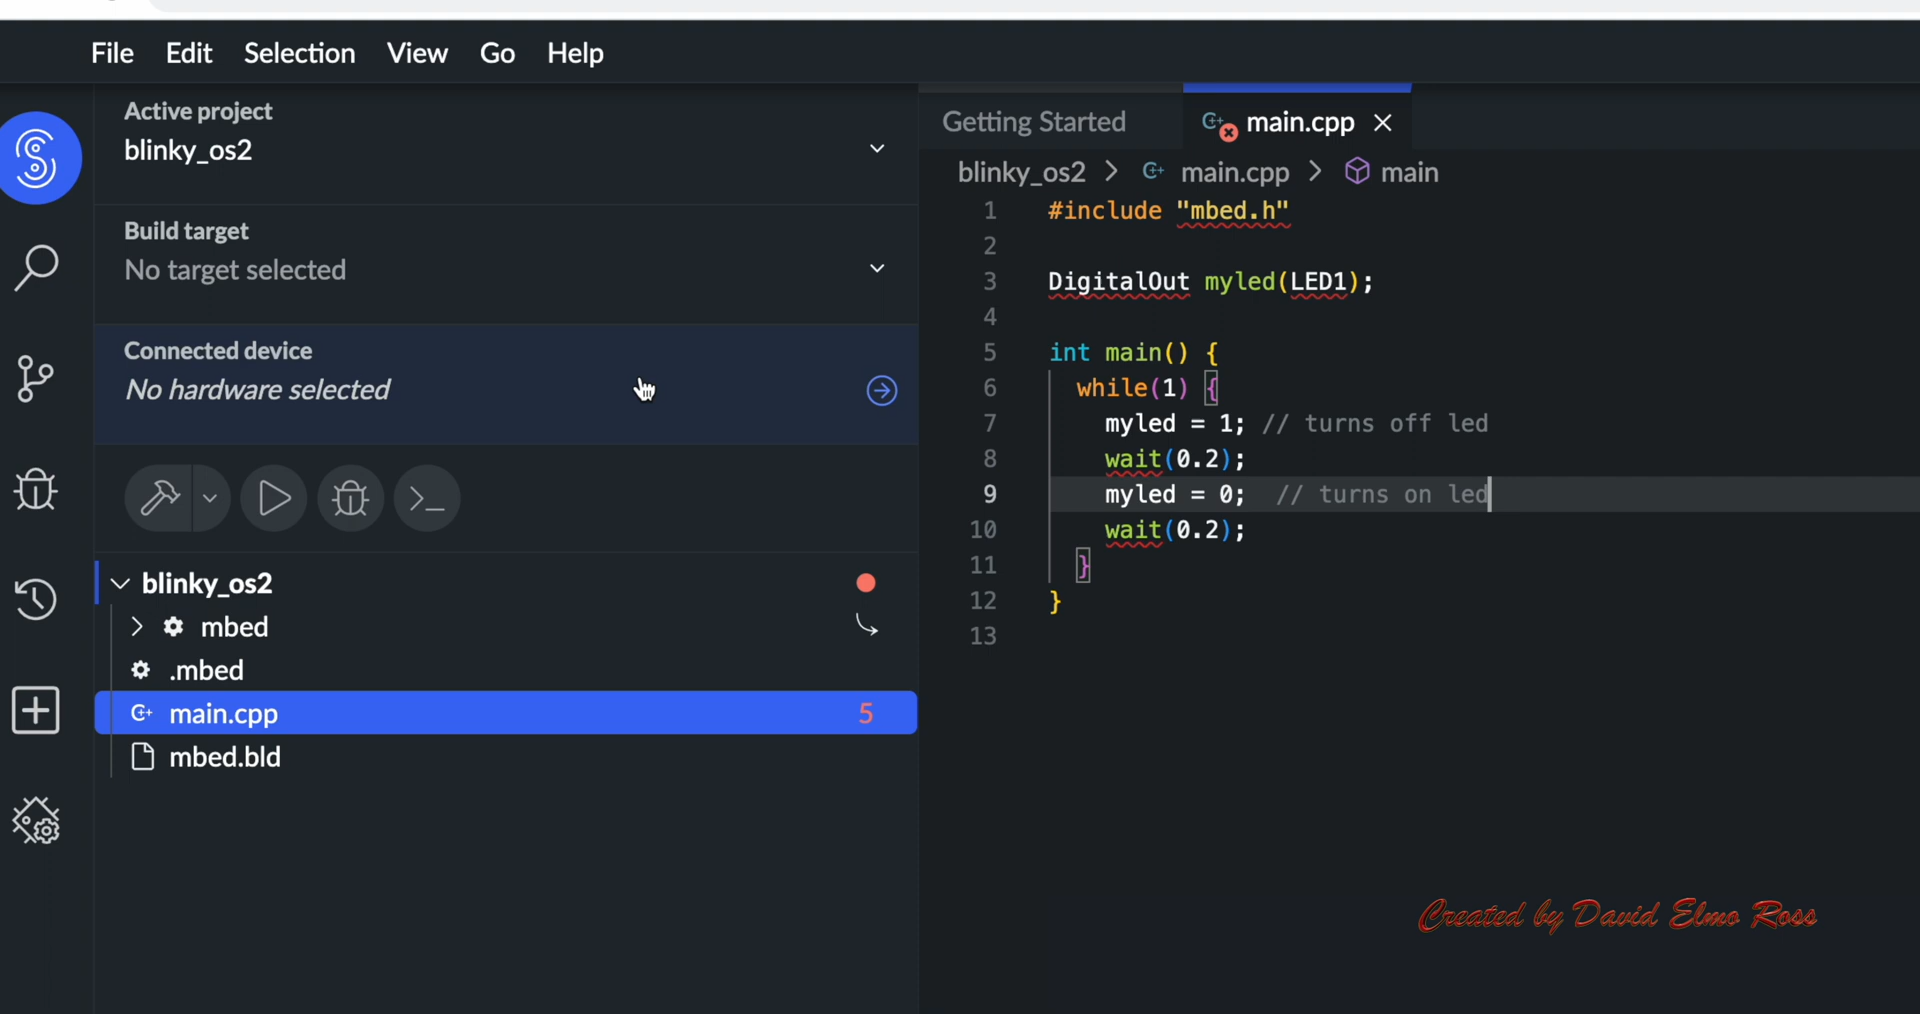 File Edit Selection View Go Help
Active project
blinky_os2
Build target
No target selected
Connected device
No hardware selected
blinky_os2
mbed
.mbed
main.cpp 5
mbed.bld
Getting Started main.cpp
blinky_os2 > main.cpp > main
1 #include "mbed.h"
2
3 DigitalOut myled(LED1);
4
5 int main() {
6 while(1) {
7 myled = 1; // turns off led
8 wait(0.2);
9 myled = 0; // turns on led
10 wait(0.2);
11 }
12 }
13
Created by David Elmo Ross